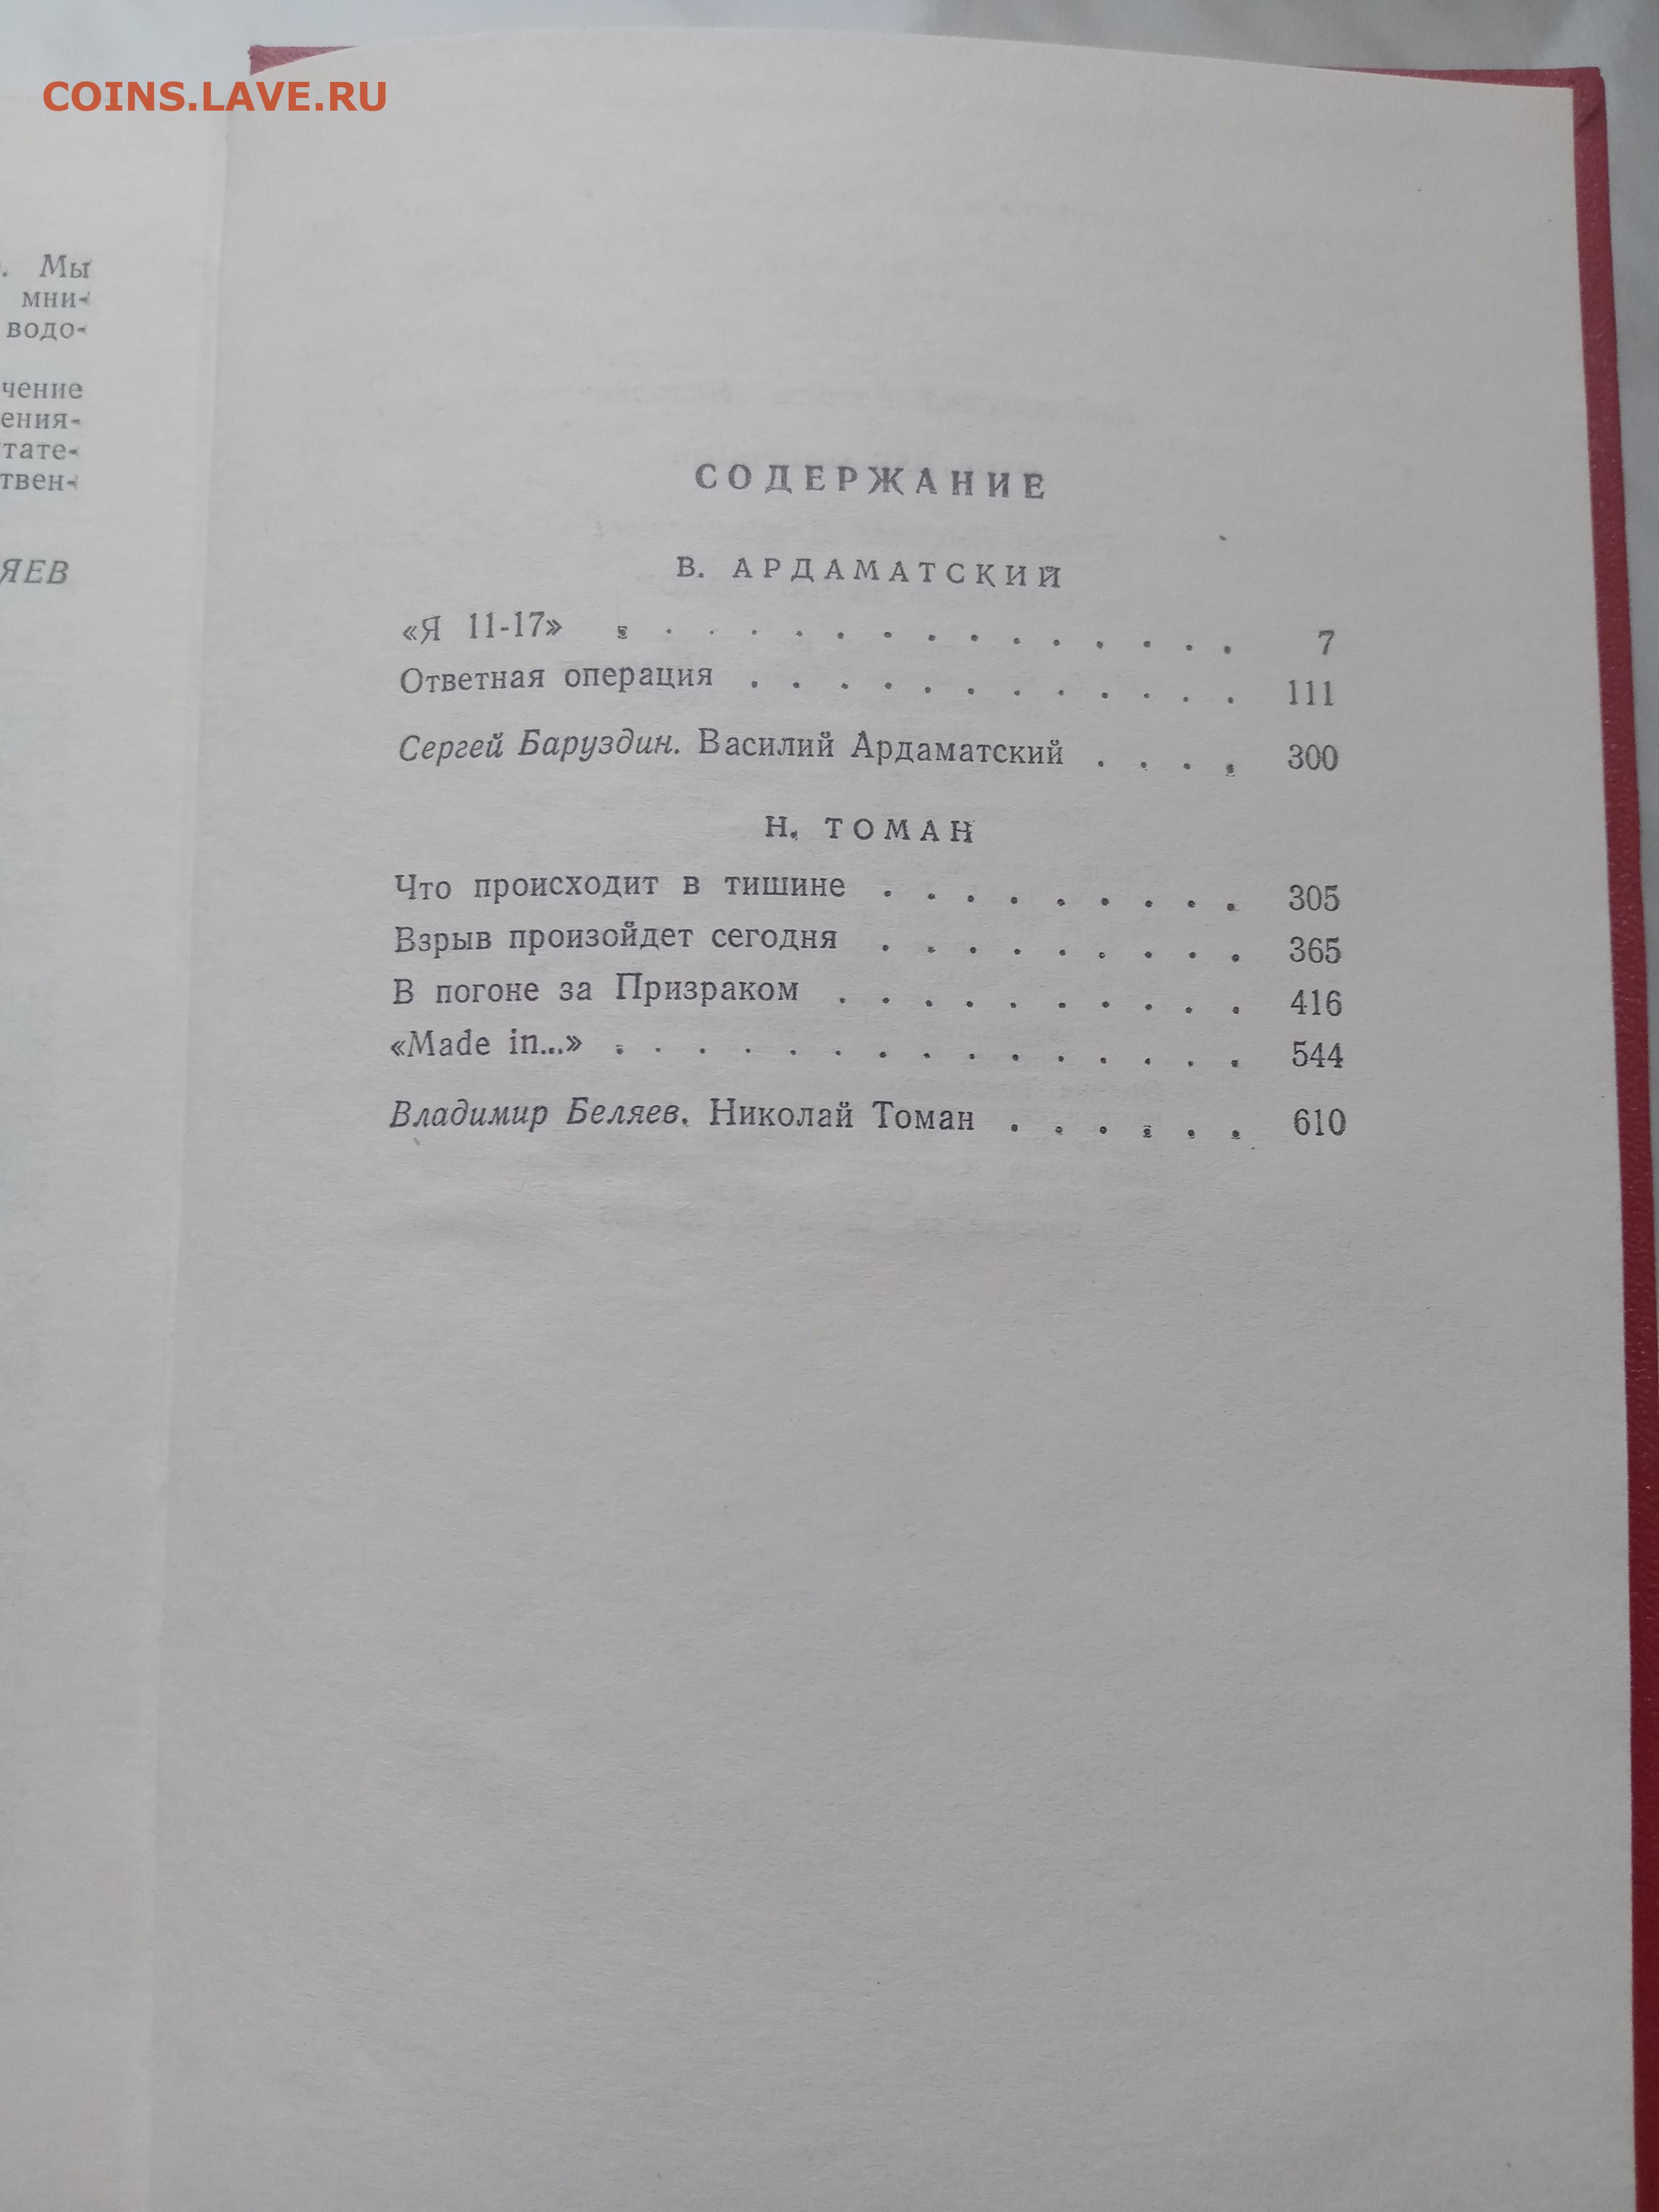 COINS.LAVE.RU
Мы
мни-
водо-
чение
ения-
тате-
твен-
ЯЕВ
СОДЕРЖАНИЕ
В. АРДАМАТСКИЙ
«Я 11-17» . . . . . . . . . . . . . . . 7
Ответная операция . . . . . . . . . . . . 111
Сергей Баруздин. Василий Ардаматский . . . . 300
Н. ТОМАН
Что происходит в тишине . . . . . . . . . 305
Взрыв произойдет сегодня . . . . . . . . . 365
В погоне за Призраком . . . . . . . . . . 416
«Made in...» . . . . . . . . . . . . . . . 544
Владимир Беляев. Николай Томан . . . . . . 610